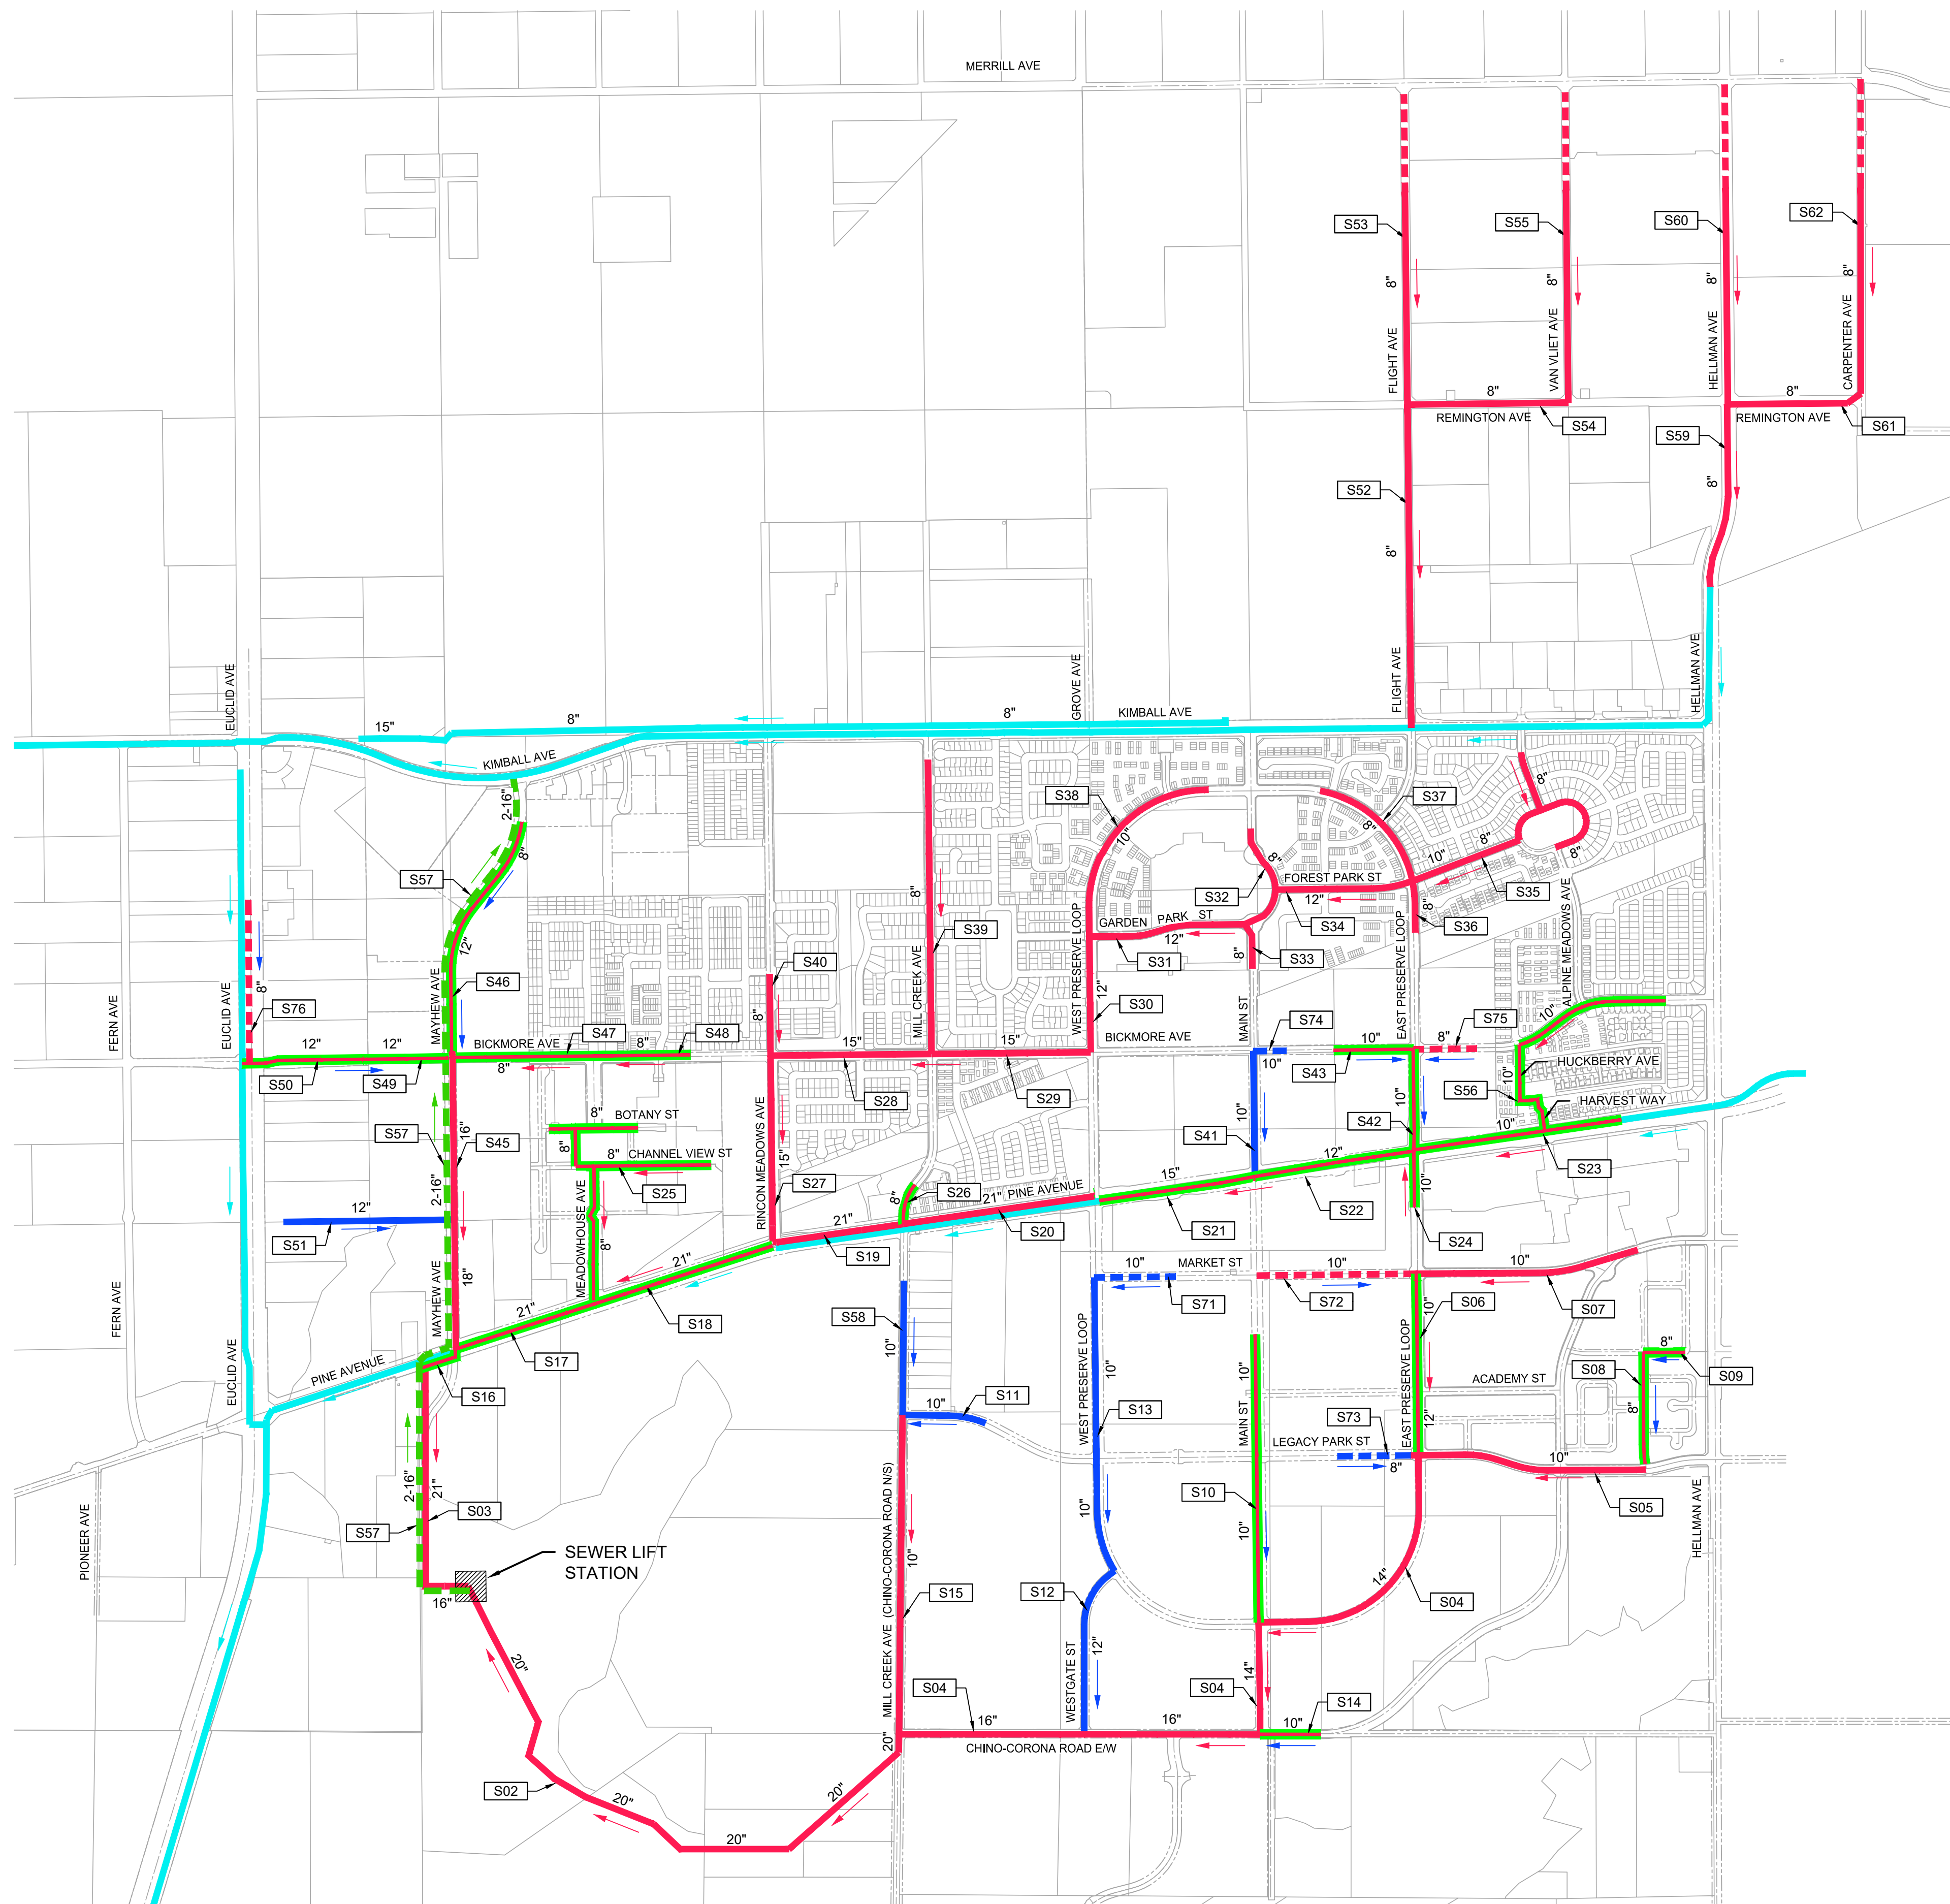 MERRILL AVE
S53
S55
S60
S62
8"
8"
8"
8"
FLIGHT AVE
VAN VLIET AVE
HELLMAN AVE
CARPENTER AVE
8"
8"
REMINGTON AVE
S54
REMINGTON AVE
S61
S59
8"
S52
8"
EUCLID AVE
GROVE AVE
FLIGHT AVE
HELLMAN AVE
15"
8"
8"
KIMBALL AVE
KIMBALL AVE
2-16"
S38
S37
8"
10"
8"
8"
S57
8"
10"
8"
8"
S35
8"
FOREST PARK ST
S32
12"
S34
8"
S36
GARDEN PARK ST
12"
S31
8"
S33
12"
S46
MAYHEW AVE
S40
8"
S39
MILL CREEK AVE
WEST PRESERVE LOOP
12"
S30
MAIN ST
EAST PRESERVE LOOP
ALPINE MEADOWS AVE
FERN AVE
EUCLID AVE
8"
S76
10"
S47
S48
S74
S75
12"
12"
BICKMORE AVE
8"
15"
15"
BICKMORE AVE
10"
10"
8"
S50
S49
8"
S43
HUCKBERRY AVE
10"
S56
HARVEST WAY
S28
S29
10"
10"
S42
S41
10"
8"
BOTANY ST
S57
16"
S45
8"
8"
CHANNEL VIEW ST
S25
15"
S27
RINCON MEADOWS AVE
12"
15"
S23
10"
2-16"
8"
S26
21"
PINE AVENUE
S22
S21
S24
12"
S51
MEADOWHOUSE AVE
8"
21"
S20
S19
21"
18"
10"
MARKET ST
10"
10"
S71
S72
S07
FERN AVE
EUCLID AVE
MAYHEW AVE
21"
S18
S17
S58
10"
WEST PRESERVE LOOP
10"
10"
10"
S06
EAST PRESERVE LOOP
8"
S08
S09
PINE AVENUE
S16
10"
S11
S13
MAIN ST
12"
ACADEMY ST
8"
S73
LEGACY PARK ST
8"
10"
S05
2-16"
21"
S03
S57
10"
S10
10"
HELLMAN AVE
PIONEER AVE
SEWER LIFT
STATION
16"
MILL CREEK AVE (CHINO-CORONA ROAD N/S)
10"
S15
S12
14"
S04
20"
WESTGATE ST
12"
14"
S04
S04
S14
16"
16"
10"
20"
CHINO-CORONA ROAD E/W
S02
20"
20"
20"